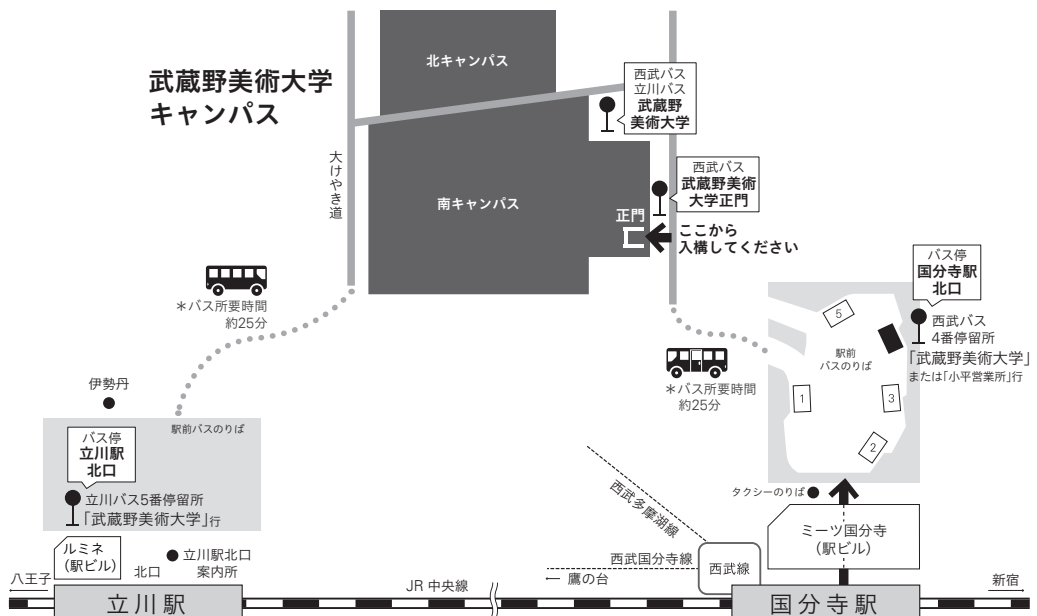 武蔵野美術大学
キャンパス
北キャンパス
西武バス
立川バス
武蔵野
美術大学
大けやき道
南キャンパス
西武バス
武蔵野美術
大学正門
正門
ここから
入構してください
バス停
国分寺駅
北口
西武バス
4番停留所
「武蔵野美術大学」
または「小平営業所」行
5
駅前
バスのりば
1
3
2
＊バス所要時間
約25分
＊バス所要時間
約25分
伊勢丹
駅前バスのりば
バス停
立川駅
北口
立川バス5番停留所
「武蔵野美術大学」行
ルミネ
（駅ビル）
北口
立川駅北口
案内所
タクシーのりば
ミーツ国分寺
（駅ビル）
西武多摩湖線
西武国分寺線
西武線
← 鷹の台
八王子
JR 中央線
新宿
立川駅
国分寺駅